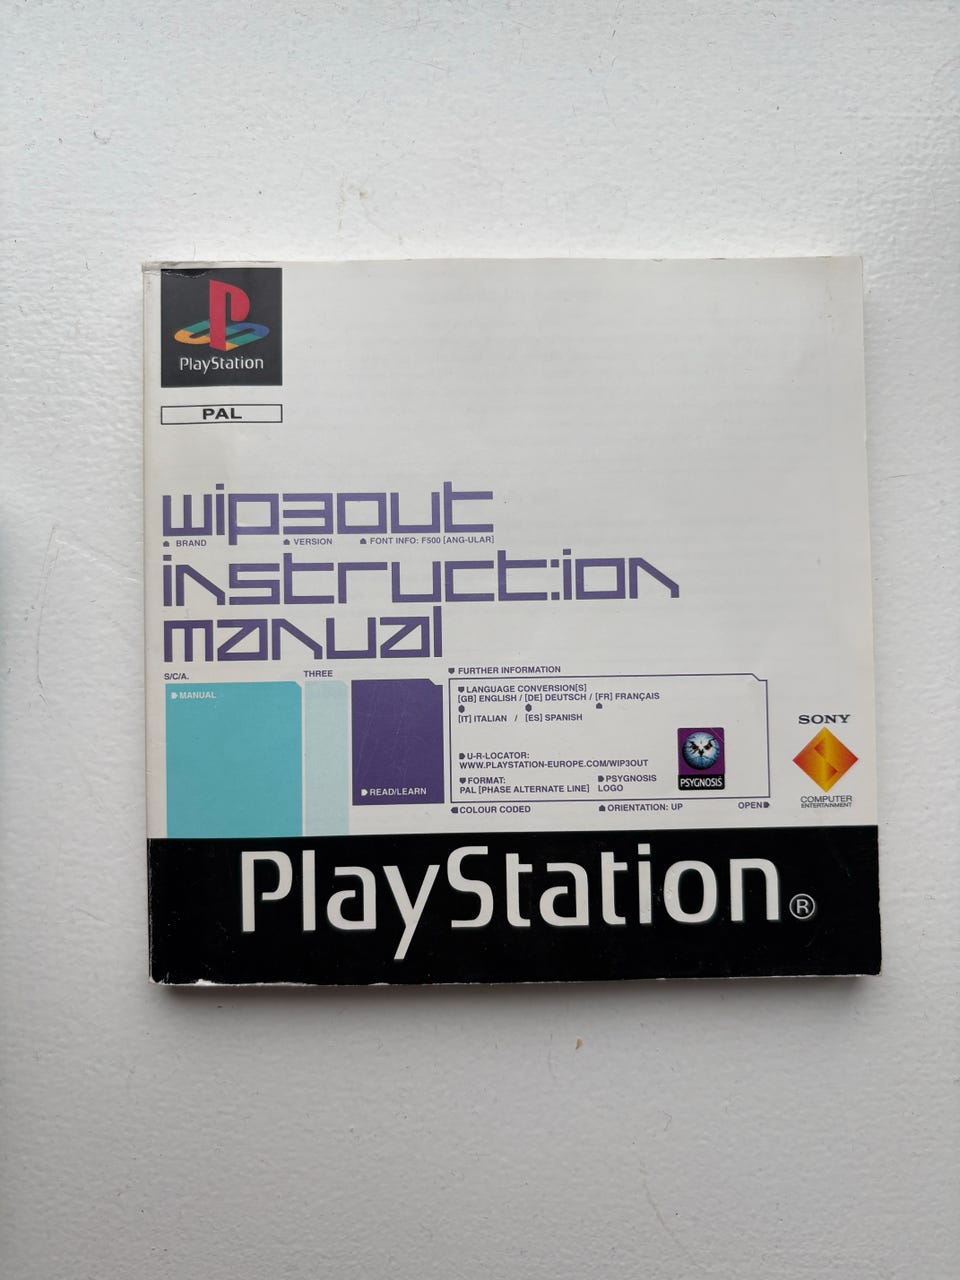 PlayStation
PAL
wip3out
BRAND VERSION FONT INFO: F500 [ANG-ULAR]
instruct:ion
manual
S/C/A. THREE FURTHER INFORMATION
MANUAL
LANGUAGE CONVERSION[S]
[GB] ENGLISH / [DE] DEUTSCH / [FR] FRANÇAIS
[IT] ITALIAN / [ES] SPANISH
U-R-LOCATOR:
WWW.PLAYSTATION-EUROPE.COM/WIP3OUT
FORMAT: PSYGNOSIS
PAL [PHASE ALTERNATE LINE] LOGO
PSYGNOSIS
READ/LEARN
COLOUR CODED ORIENTATION: UP OPEN
SONY
COMPUTER
ENTERTAINMENT
PlayStation®